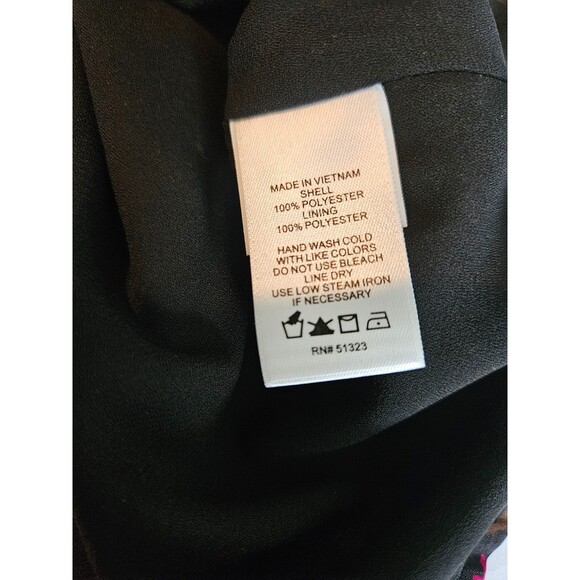 MADE IN VIETNAM
SHELL
100% POLYESTER
LINING
100% POLYESTER
HAND WASH COLD
WITH LIKE COLORS
DO NOT USE BLEACH
LINE DRY
USE LOW STEAM IRON
IF NECESSARY
RN# 51323